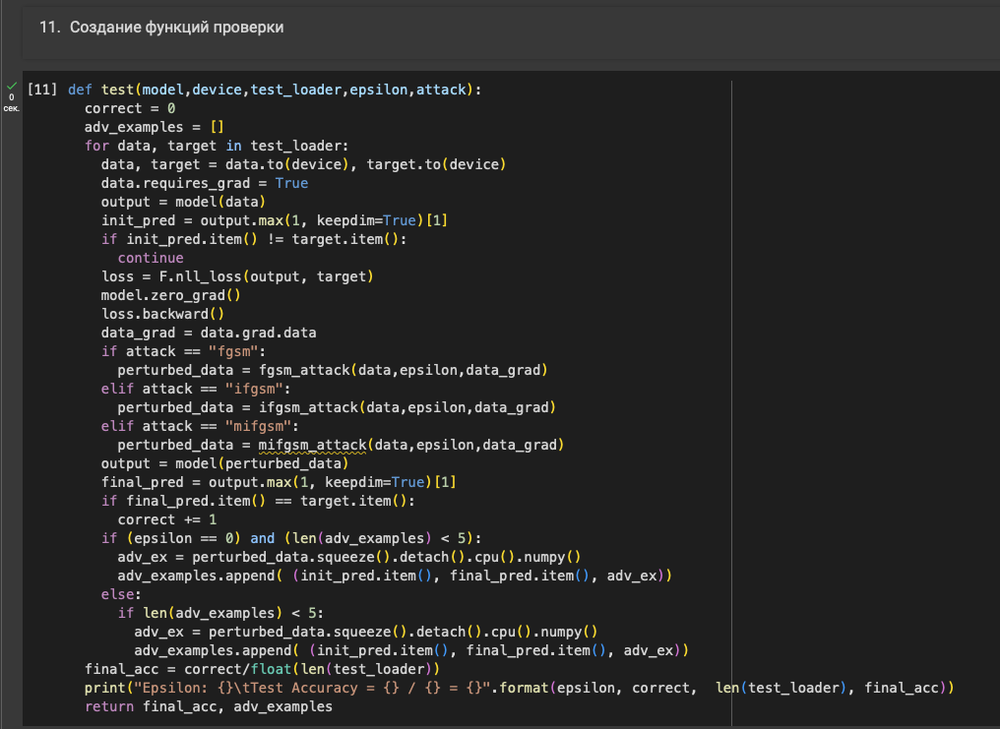 11. Создание функций проверки
0
сек.
[11] def test(model,device,test_loader,epsilon,attack):
  correct = 0
  adv_examples = []
  for data, target in test_loader:
    data, target = data.to(device), target.to(device)
    data.requires_grad = True
    output = model(data)
    init_pred = output.max(1, keepdim=True)[1]
    if init_pred.item() != target.item():
      continue
    loss = F.nll_loss(output, target)
    model.zero_grad()
    loss.backward()
    data_grad = data.grad.data
    if attack == "fgsm":
      perturbed_data = fgsm_attack(data,epsilon,data_grad)
    elif attack == "ifgsm":
      perturbed_data = ifgsm_attack(data,epsilon,data_grad)
    elif attack == "mifgsm":
      perturbed_data = mifgsm_attack(data,epsilon,data_grad)
    output = model(perturbed_data)
    final_pred = output.max(1, keepdim=True)[1]
    if final_pred.item() == target.item():
      correct += 1
    if (epsilon == 0) and (len(adv_examples) < 5):
      adv_ex = perturbed_data.squeeze().detach().cpu().numpy()
      adv_examples.append( (init_pred.item(), final_pred.item(), adv_ex))
    else:
      if len(adv_examples) < 5:
        adv_ex = perturbed_data.squeeze().detach().cpu().numpy()
        adv_examples.append( (init_pred.item(), final_pred.item(), adv_ex))
  final_acc = correct/float(len(test_loader))
  print("Epsilon: {}\tTest Accuracy = {} / {} = {}".format(epsilon, correct,  len(test_loader), final_acc))
  return final_acc, adv_examples